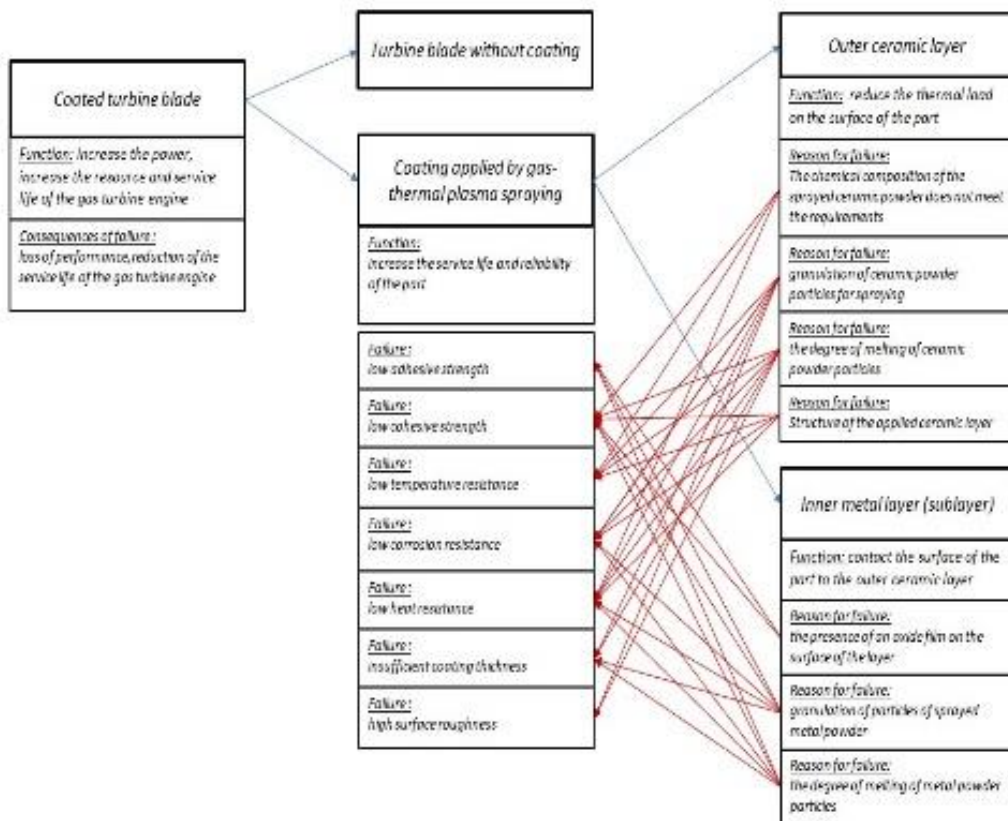 Coated turbine blade
Function: Increase the power,
increase the resource and service
life of the gas turbine engine
Consequences of failure :
loss of performance,reduction of the
service life of the gas turbine engine
Turbine blade without coating
Coating applied by gas-
thermal plasma spraying
Function:
increase the service life and reliability
of the part
Failure:
low adhesive strength
Failure:
low cohesive strength
Failure:
low temperature resistance
Failure:
low corrosion resistance
Failure:
low heat resistance
Failure:
insufficient coating thickness
Failure:
high surface roughness
Outer ceramic layer
Function: reduce the thermal load
on the surface of the part
Reason for failure:
The chemical composition of the
sprayed ceramic powder does not meet
the requirements
Reason for failure:
granulation of ceramic powder
particles for spraying
Reason for failure:
the degree of melting of ceramic
powder particles
Reason for failure:
Structure of the applied ceramic layer
Inner metal layer (sublayer)
Function: contact the surface of the
part to the outer ceramic layer
Reason for failure:
the presence of an oxide film on the
surface of the layer
Reason for failure:
granulation of particles of sprayed
metal powder
Reason for failure:
the degree of melting of metal powder
particles